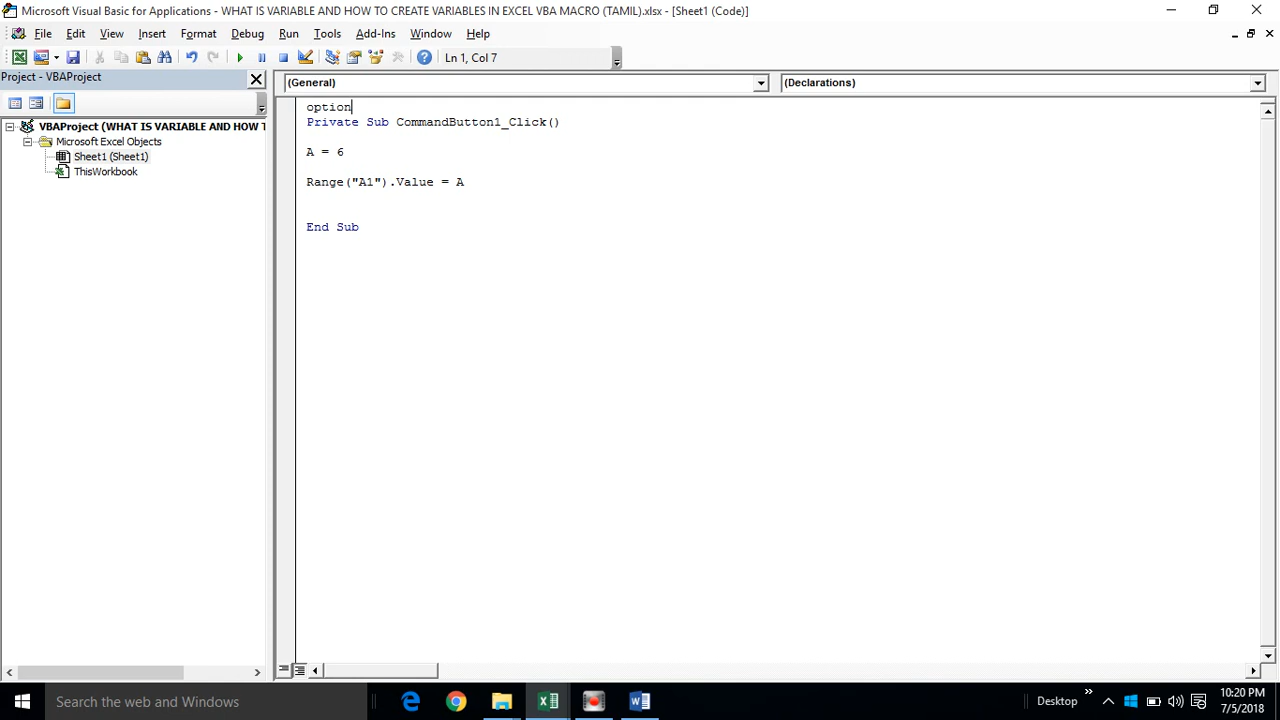 Microsoft Visual Basic for Applications - WHAT IS VARIABLE AND HOW TO CREATE VARIABLES IN EXCEL VBA MACRO (TAMIL).xlsx - [Sheet1 (Code)]
File Edit View Insert Format Debug Run Tools Add-Ins Window Help
Ln 1, Col 7
Project - VBAProject
(General) (Declarations)
VBAProject (WHAT IS VARIABLE AND HOW T
Microsoft Excel Objects
Sheet1 (Sheet1)
ThisWorkbook
option
Private Sub CommandButton1_Click()
A = 6
Range("A1").Value = A
End Sub
Search the web and Windows
Desktop
10:20 PM
7/5/2018